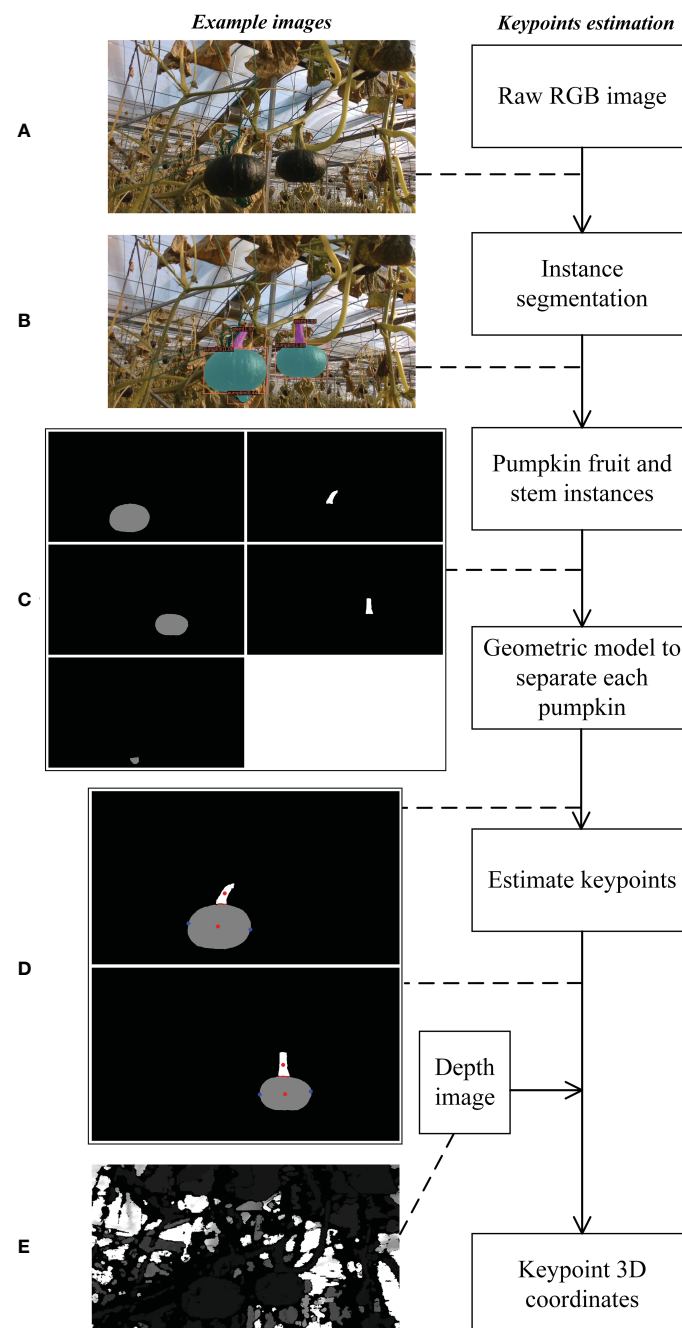 Example images
Keypoints estimation
A
Raw RGB image
B
Instance
segmentation
C
Pumpkin fruit and
stem instances
Geometric model to
separate each
pumpkin
D
Estimate keypoints
Depth
image
E
Keypoint 3D
coordinates